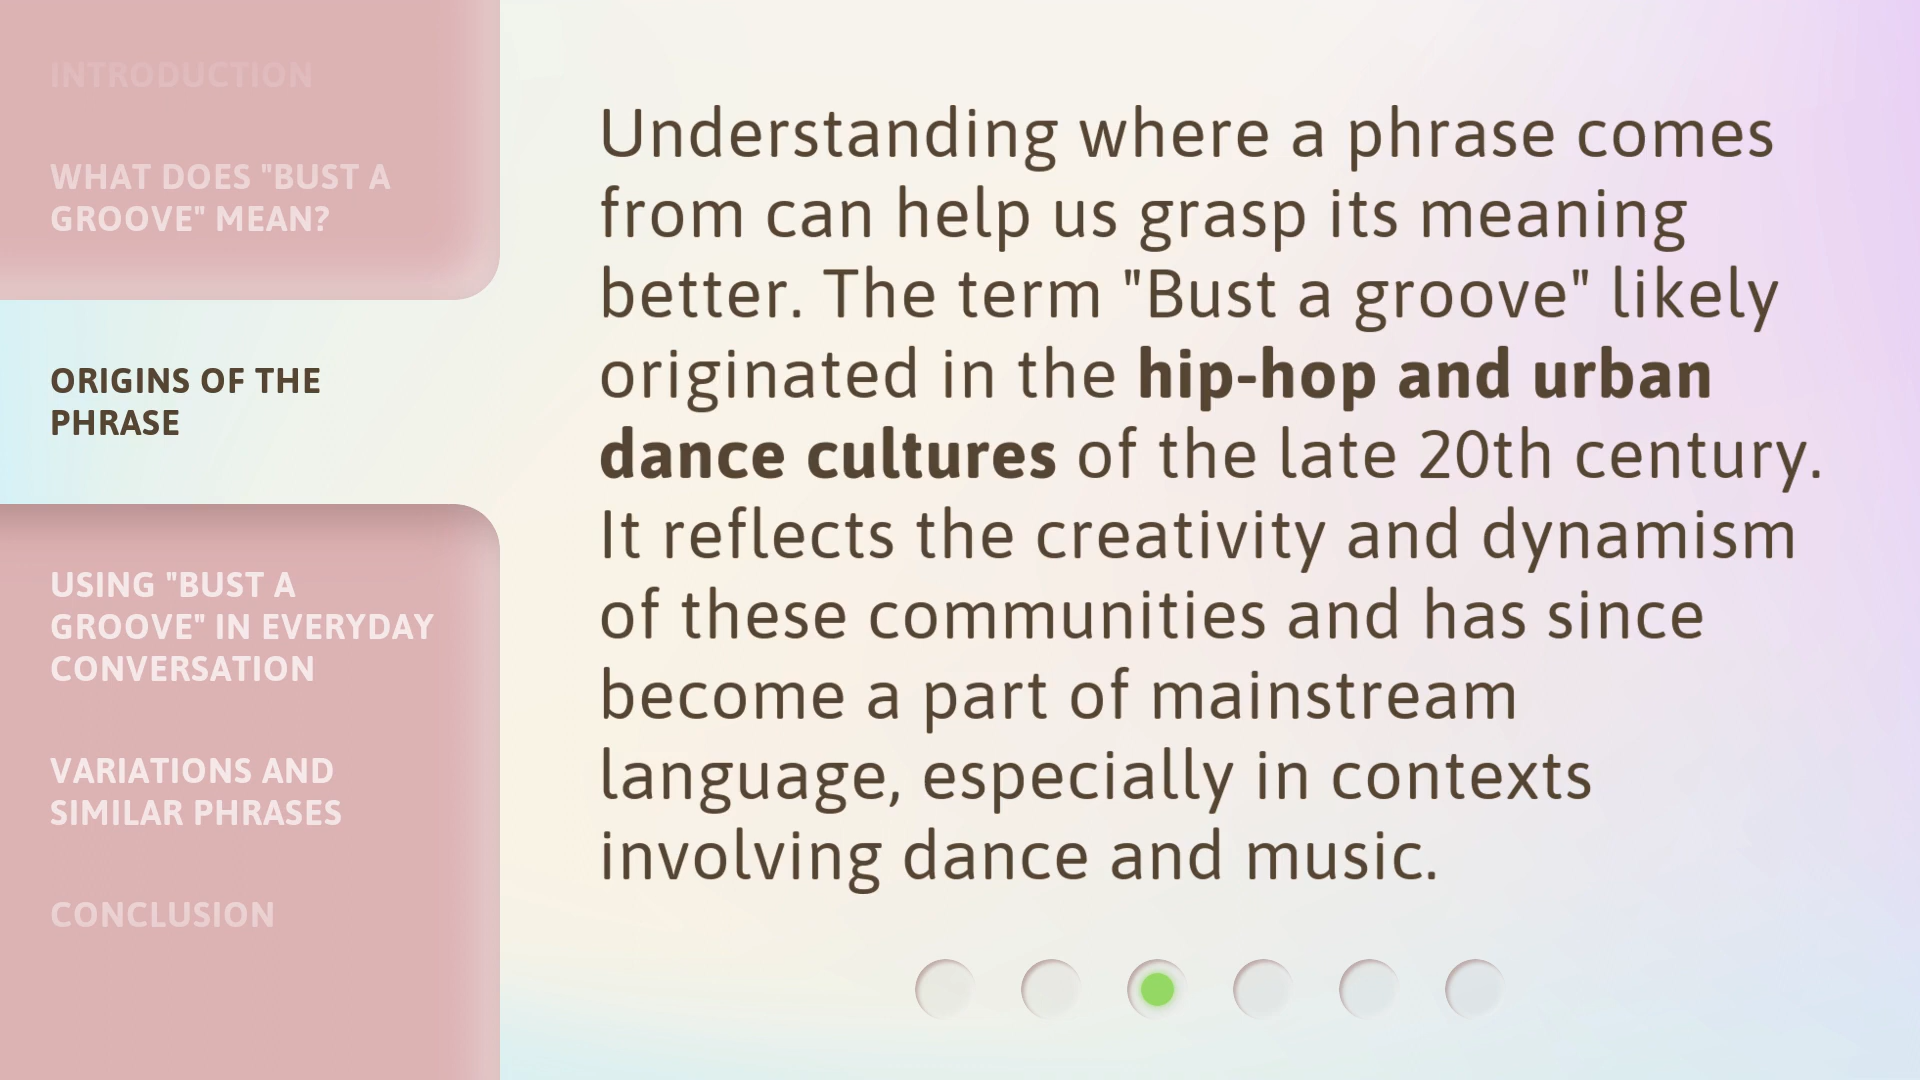 INTRODUCTION
WHAT DOES "BUST A
GROOVE" MEAN?
ORIGINS OF THE
PHRASE
USING "BUST A
GROOVE" IN EVERYDAY
CONVERSATION
VARIATIONS AND
SIMILAR PHRASES
CONCLUSION
Understanding where a phrase comes
from can help us grasp its meaning
better. The term "Bust a groove" likely
originated in the hip-hop and urban
dance cultures of the late 20th century.
It reflects the creativity and dynamism
of these communities and has since
become a part of mainstream
language, especially in contexts
involving dance and music.